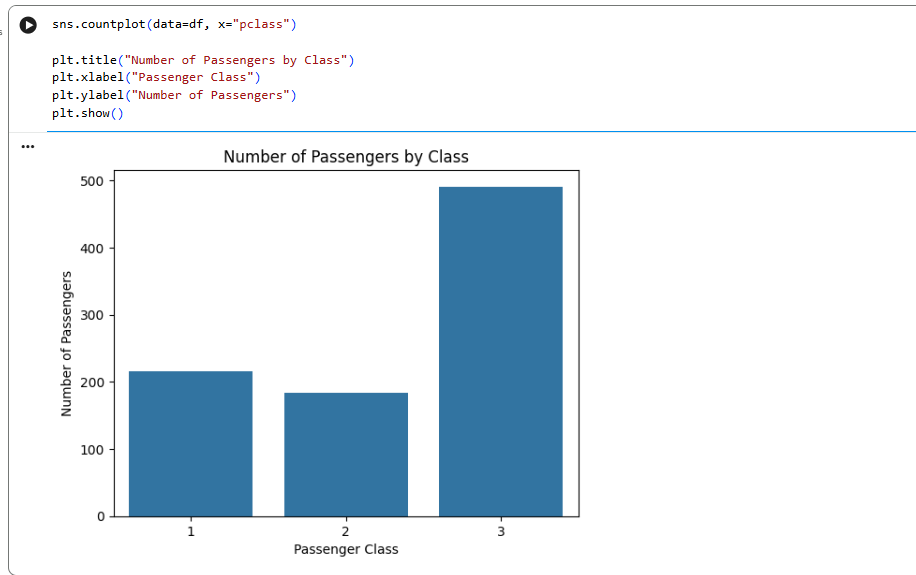 sns.countplot(data=df, x="pclass")
plt.title("Number of Passengers by Class")
plt.xlabel("Passenger Class")
plt.ylabel("Number of Passengers")
plt.show()
Number of Passengers by Class
500
400
300
200
100
0
Number of Passengers
1 2 3
Passenger Class